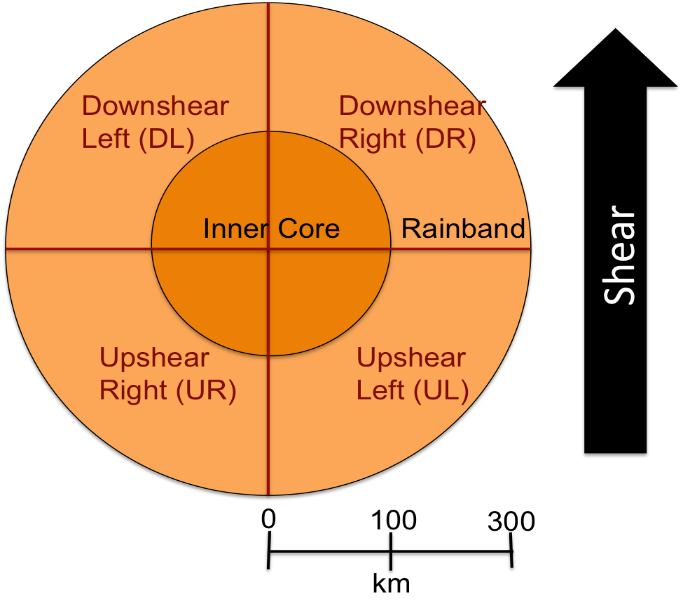 Downshear
Left (DL)
Downshear
Right (DR)
Inner Core
Rainband
Shear
Upshear
Right (UR)
Upshear
Left (UL)
0
100
300
km